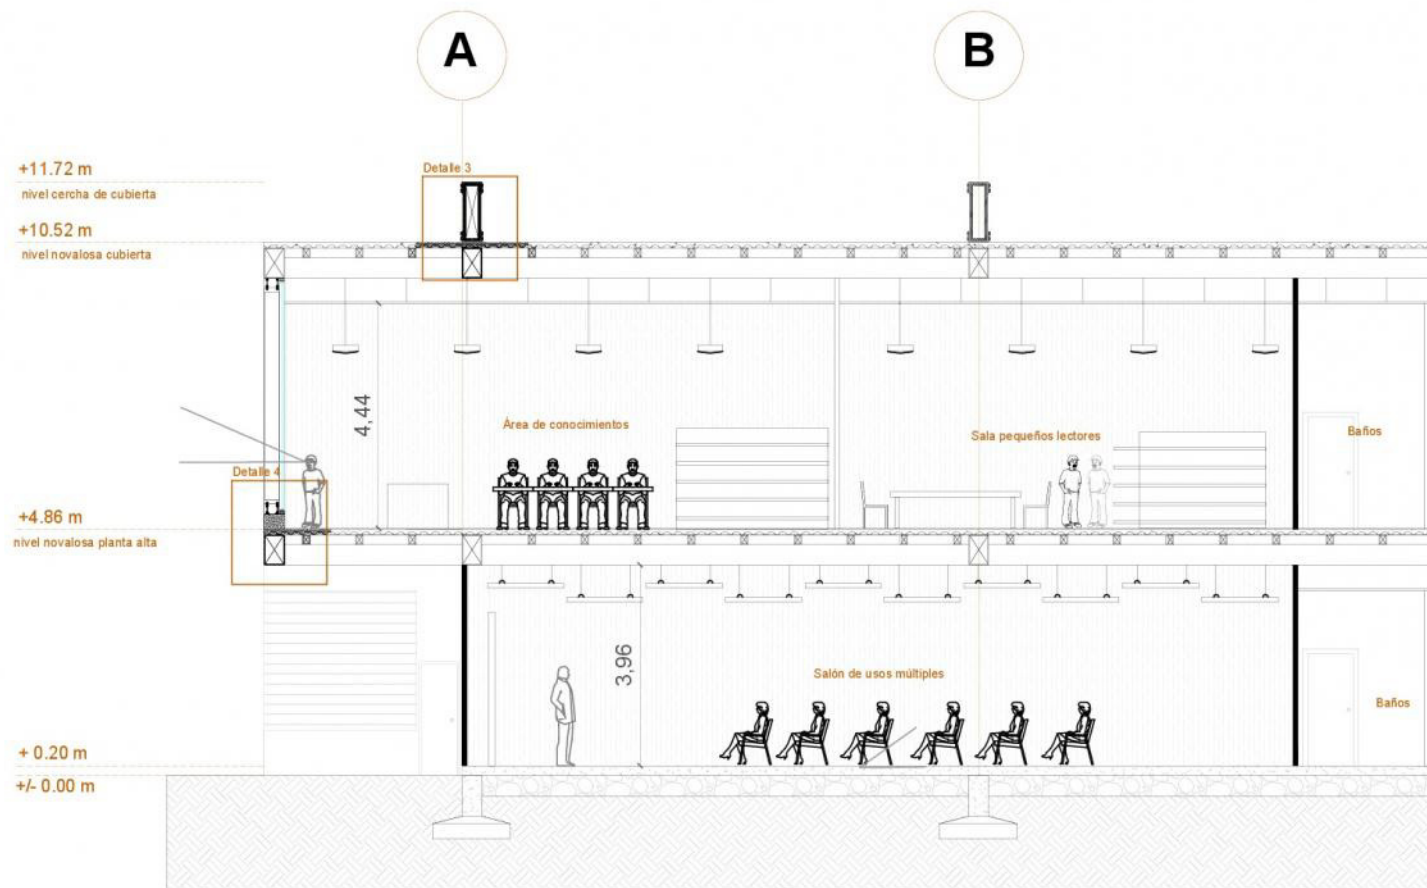 A
B
+11.72 m
nivel cercha de cubierta
Detalle 3
+10.52 m
nivel novalosa cubierta
4,44
Área de conocimientos
Sala pequeños lectores
Baños
Detalle 4
+4.86 m
nivel novalosa planta alta
3,96
Salón de usos múltiples
Baños
+ 0.20 m
+/- 0.00 m